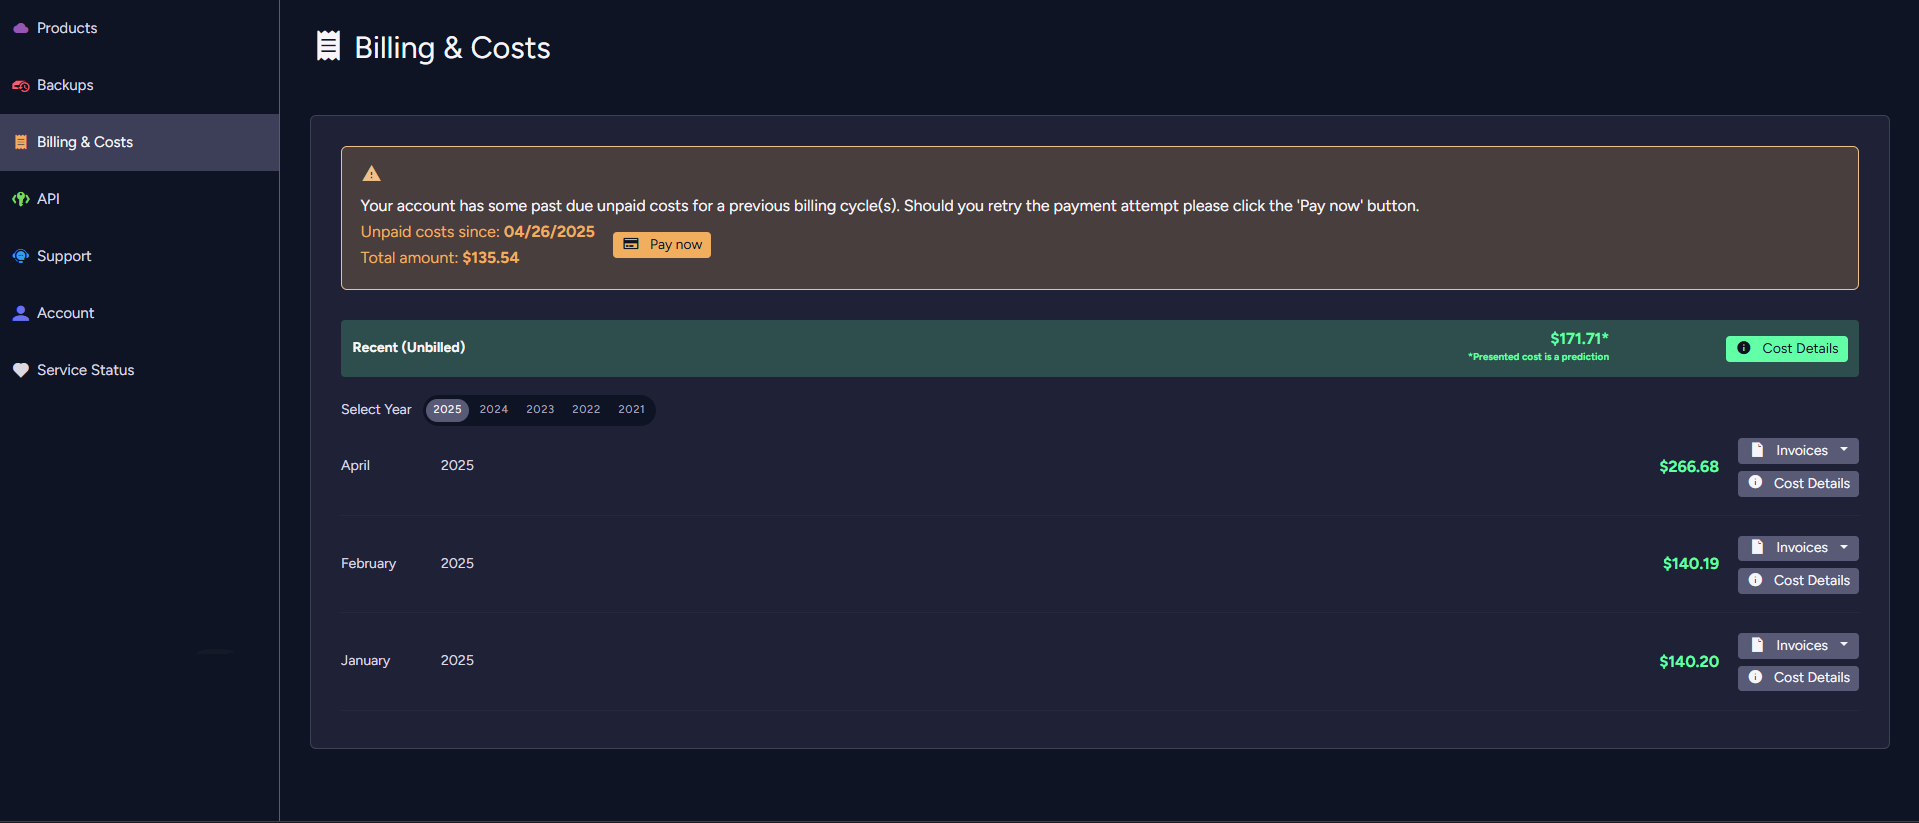 Products
Backups
Billing & Costs
API
Support
Account
Service Status
Billing & Costs
Your account has some past due unpaid costs for a previous billing cycle(s). Should you retry the payment attempt please click the 'Pay now' button.
Unpaid costs since: 04/26/2025
Total amount: $135.54
Pay now
Recent (Unbilled)
$171.71*
*Presented cost is a prediction
Cost Details
Select Year 2025 2024 2023 2022 2021
April 2025 $266.68
Invoices
Cost Details
February 2025 $140.19
Invoices
Cost Details
January 2025 $140.20
Invoices
Cost Details